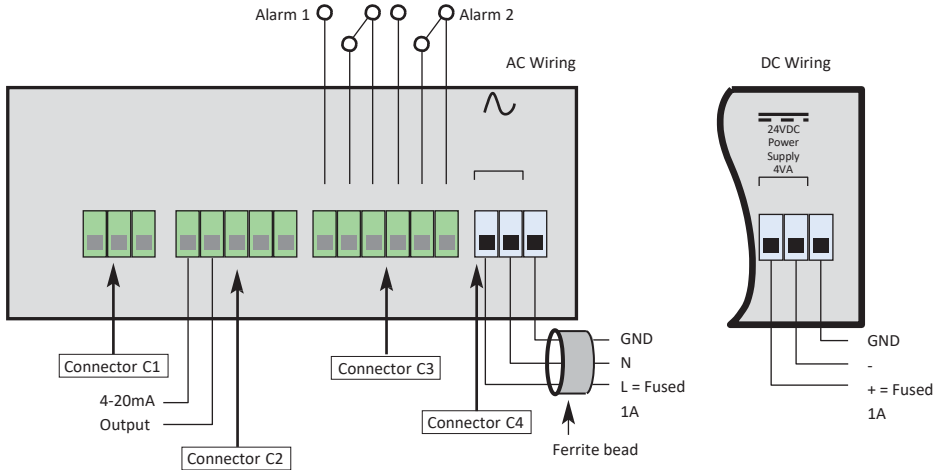 Alarm 1
Alarm 2
AC Wiring
DC Wiring
24VDC
Power
Supply
4VA
Connector C1
4-20mA
Output
Connector C2
Connector C3
Connector C4
GND
N
L = Fused
1A
Ferrite bead
GND
-
+ = Fused
1A